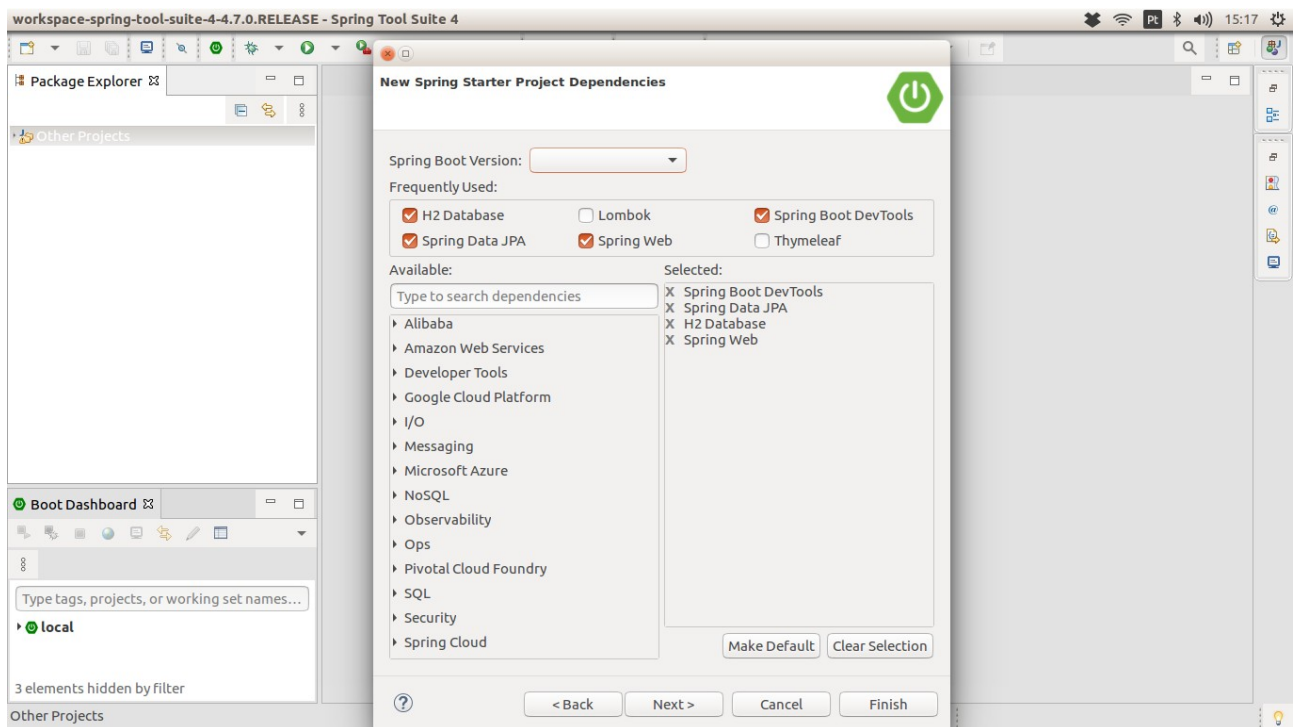 workspace-spring-tool-suite-4-4.7.0.RELEASE - Spring Tool Suite 4
Pt
15:17
Package Explorer
Other Projects
New Spring Starter Project Dependencies
Spring Boot Version:
Frequently Used:
H2 Database
Lombok
Spring Boot DevTools
Spring Data JPA
Spring Web
Thymeleaf
Available:
Type to search dependencies
Alibaba
Amazon Web Services
Developer Tools
Google Cloud Platform
I/O
Messaging
Microsoft Azure
NoSQL
Observability
Ops
Pivotal Cloud Foundry
SQL
Security
Spring Cloud
Selected:
X Spring Boot DevTools
X Spring Data JPA
X H2 Database
X Spring Web
Make Default
Clear Selection
< Back
Next >
Cancel
Finish
Boot Dashboard
Type tags, projects, or working set names...
local
3 elements hidden by filter
Other Projects